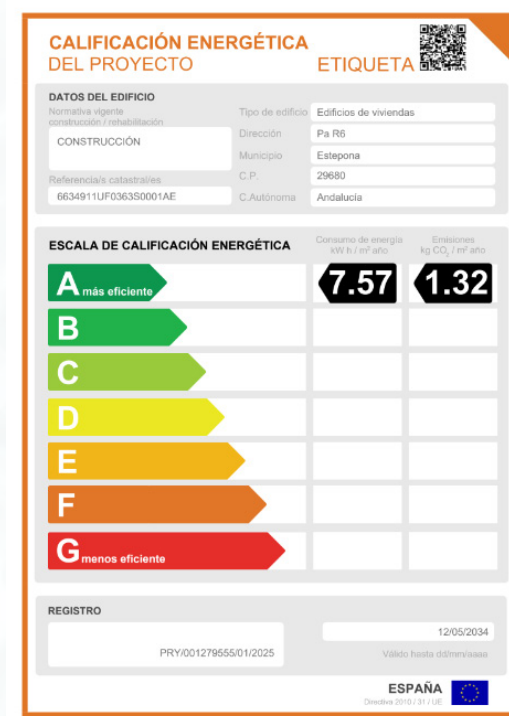 CALIFICACIÓN ENERGÉTICA
DEL PROYECTO
ETIQUETA
DATOS DEL EDIFICIO
Normativa vigente
construcción / rehabilitación
CONSTRUCCIÓN
Referencia/s catastral/es
6634911UF0363S0001AE
Tipo de edificio Edificios de viviendas
Dirección Pa R6
Municipio Estepona
C.P. 29680
C.Autónoma Andalucía
ESCALA DE CALIFICACIÓN ENERGÉTICA
Consumo de energía
kW h / m² año
Emisiones
kg CO₂ / m² año
A más eficiente 7.57 1.32
B
C
D
E
F
G menos eficiente
REGISTRO
PRY/001279555/01/2025
12/05/2034
Válido hasta dd/mm/aaaa
ESPAÑA
Directiva 2010 / 31 / UE